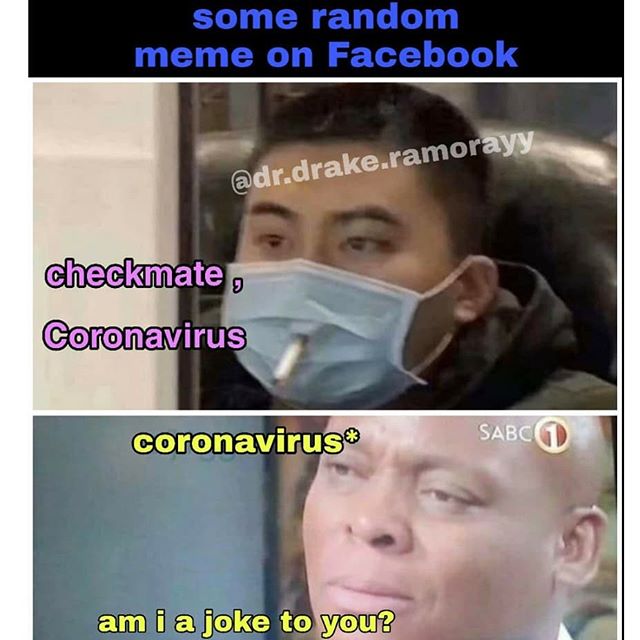 some random
meme on Facebook
@dr.drake.ramorayy
checkmate ,
Coronavirus
coronavirus*
SABC 1
am i a joke to you?